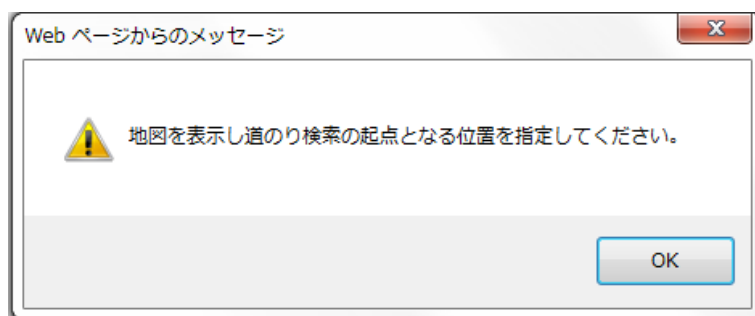 Web ページからのメッセージ
地図を表示し道のり検索の起点となる位置を指定してください。
OK